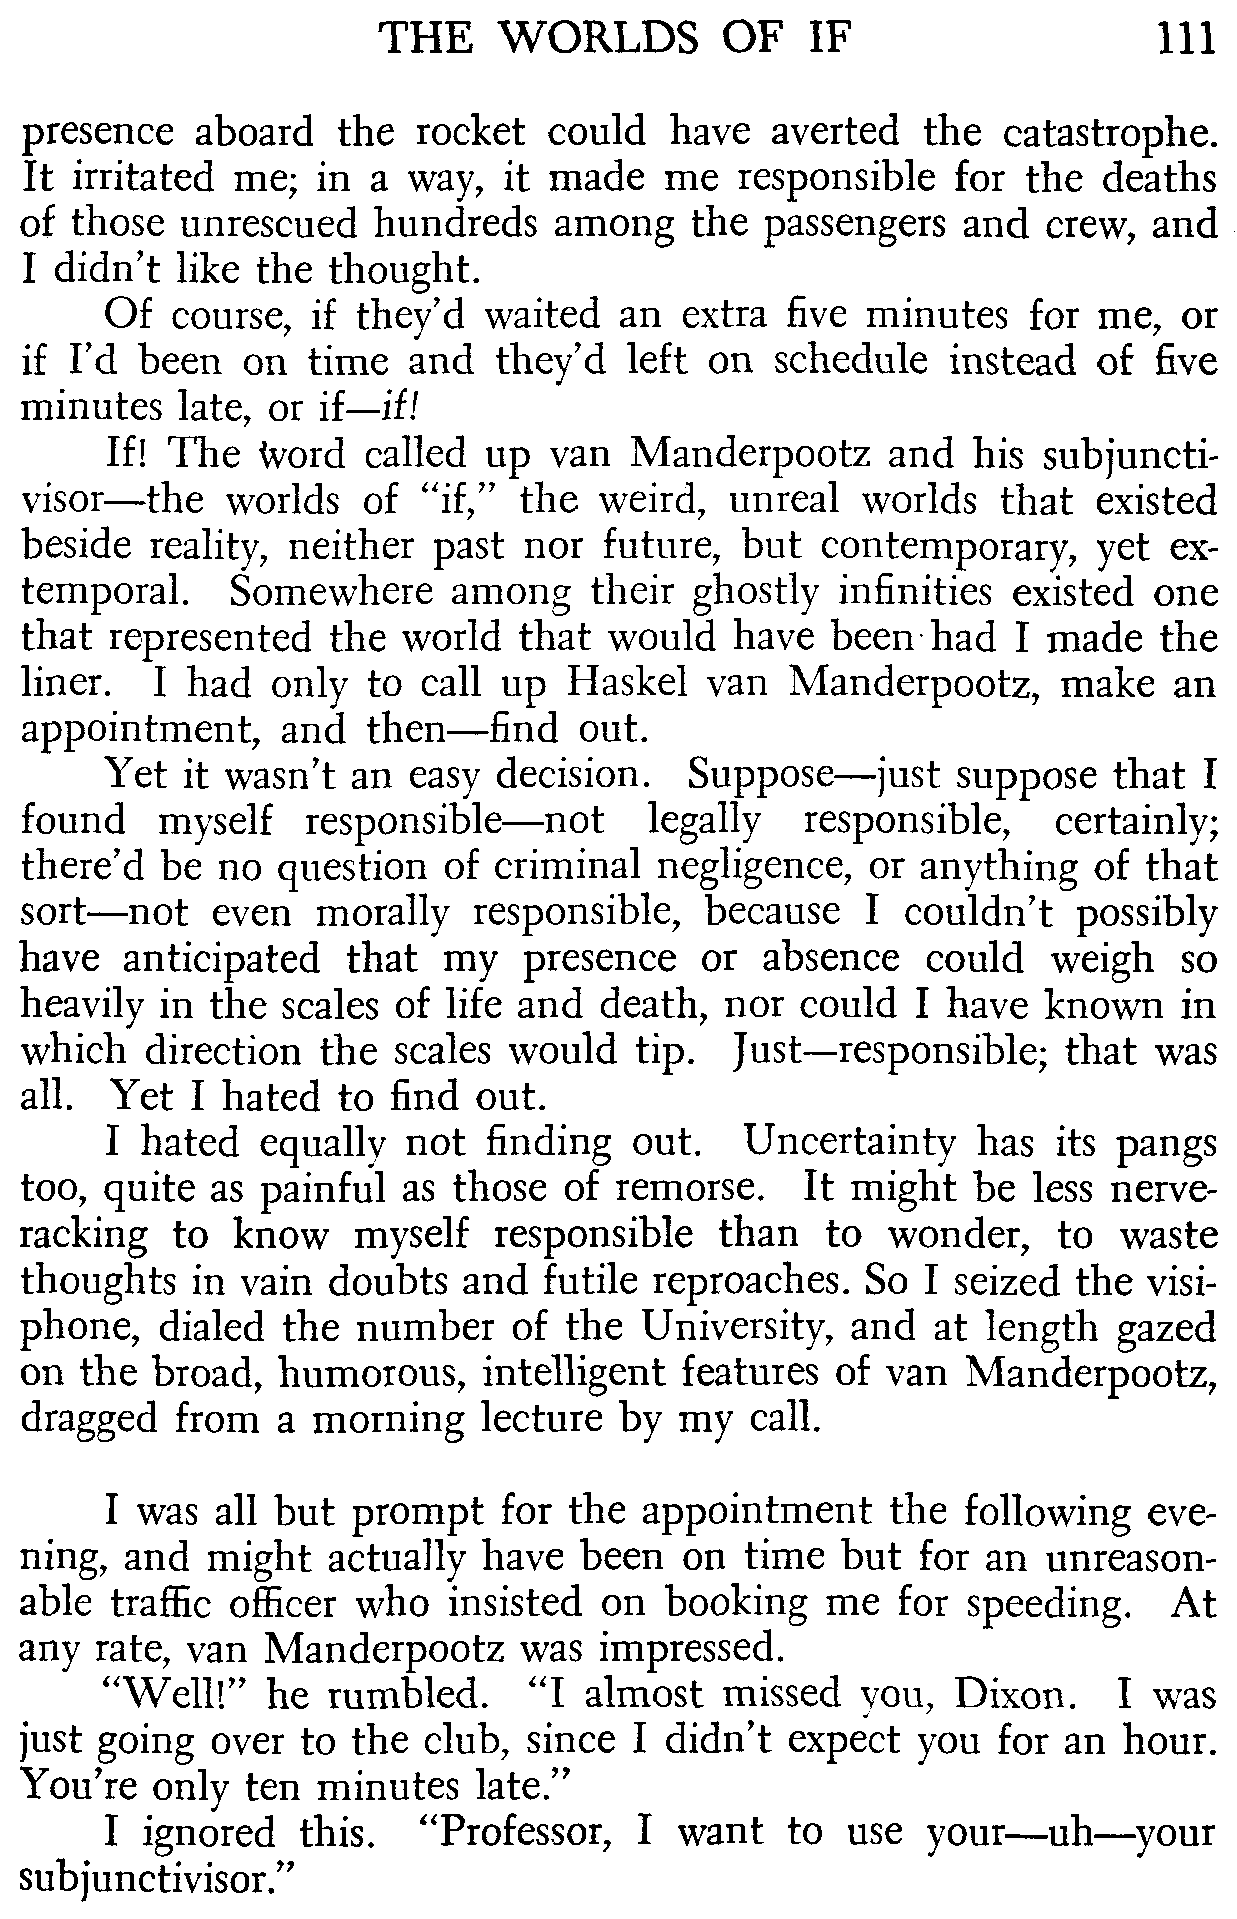 THE WORLDS OF IF 111
presence aboard the rocket could have averted the catastrophe.
It irritated me; in a way, it made me responsible for the deaths
of those unrescued hundreds among the passengers and crew, and
I didn't like the thought.
Of course, if they'd waited an extra five minutes for me, or
if I'd been on time and they'd left on schedule instead of five
minutes late, or if—if!
If! The word called up van Manderpootz and his subjuncti-
visor—the worlds of "if," the weird, unreal worlds that existed
beside reality, neither past nor future, but contemporary, yet ex-
temporal. Somewhere among their ghostly infinities existed one
that represented the world that would have been had I made the
liner. I had only to call up Haskel van Manderpootz, make an
appointment, and then—find out.
Yet it wasn't an easy decision. Suppose—just suppose that I
found myself responsible—not legally responsible, certainly;
there'd be no question of criminal negligence, or anything of that
sort—not even morally responsible, because I couldn't possibly
have anticipated that my presence or absence could weigh so
heavily in the scales of life and death, nor could I have known in
which direction the scales would tip. Just—responsible; that was
all. Yet I hated to find out.
I hated equally not finding out. Uncertainty has its pangs
too, quite as painful as those of remorse. It might be less nerve-
racking to know myself responsible than to wonder, to waste
thoughts in vain doubts and futile reproaches. So I seized the visi-
phone, dialed the number of the University, and at length gazed
on the broad, humorous, intelligent features of van Manderpootz,
dragged from a morning lecture by my call.
I was all but prompt for the appointment the following eve-
ning, and might actually have been on time but for an unreason-
able traffic officer who insisted on booking me for speeding. At
any rate, van Manderpootz was impressed.
"Well!" he rumbled. "I almost missed you, Dixon. I was
just going over to the club, since I didn't expect you for an hour.
You're only ten minutes late."
I ignored this. "Professor, I want to use your—uh—your
subjunctivisor."